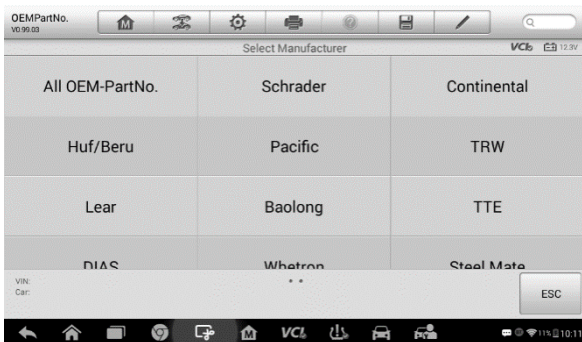 OEMPartNo.
V0.99.03
Select Manufacturer
VCI 12.3V
All OEM-PartNo. Schrader Continental
Huf/Beru Pacific TRW
Lear Baolong TTE
DIAS Whetron Steel Mate
VIN:
Car:
ESC
VCI 11% 10:11